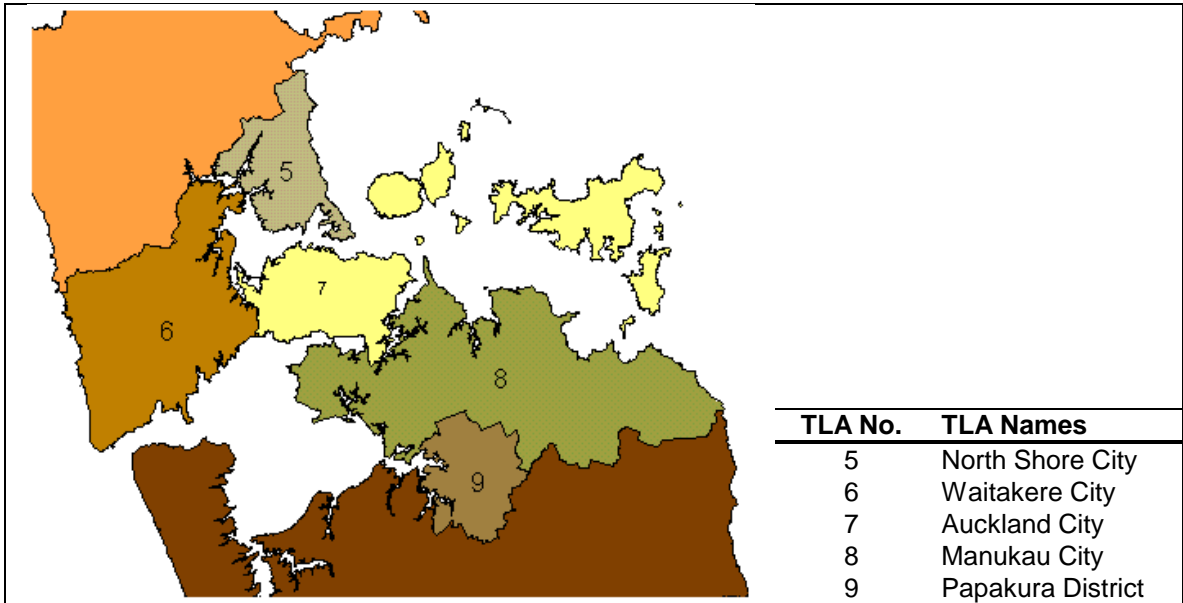 5
6
7
8
9
TLA No. TLA Names
5 North Shore City
6 Waitakere City
7 Auckland City
8 Manukau City
9 Papakura District